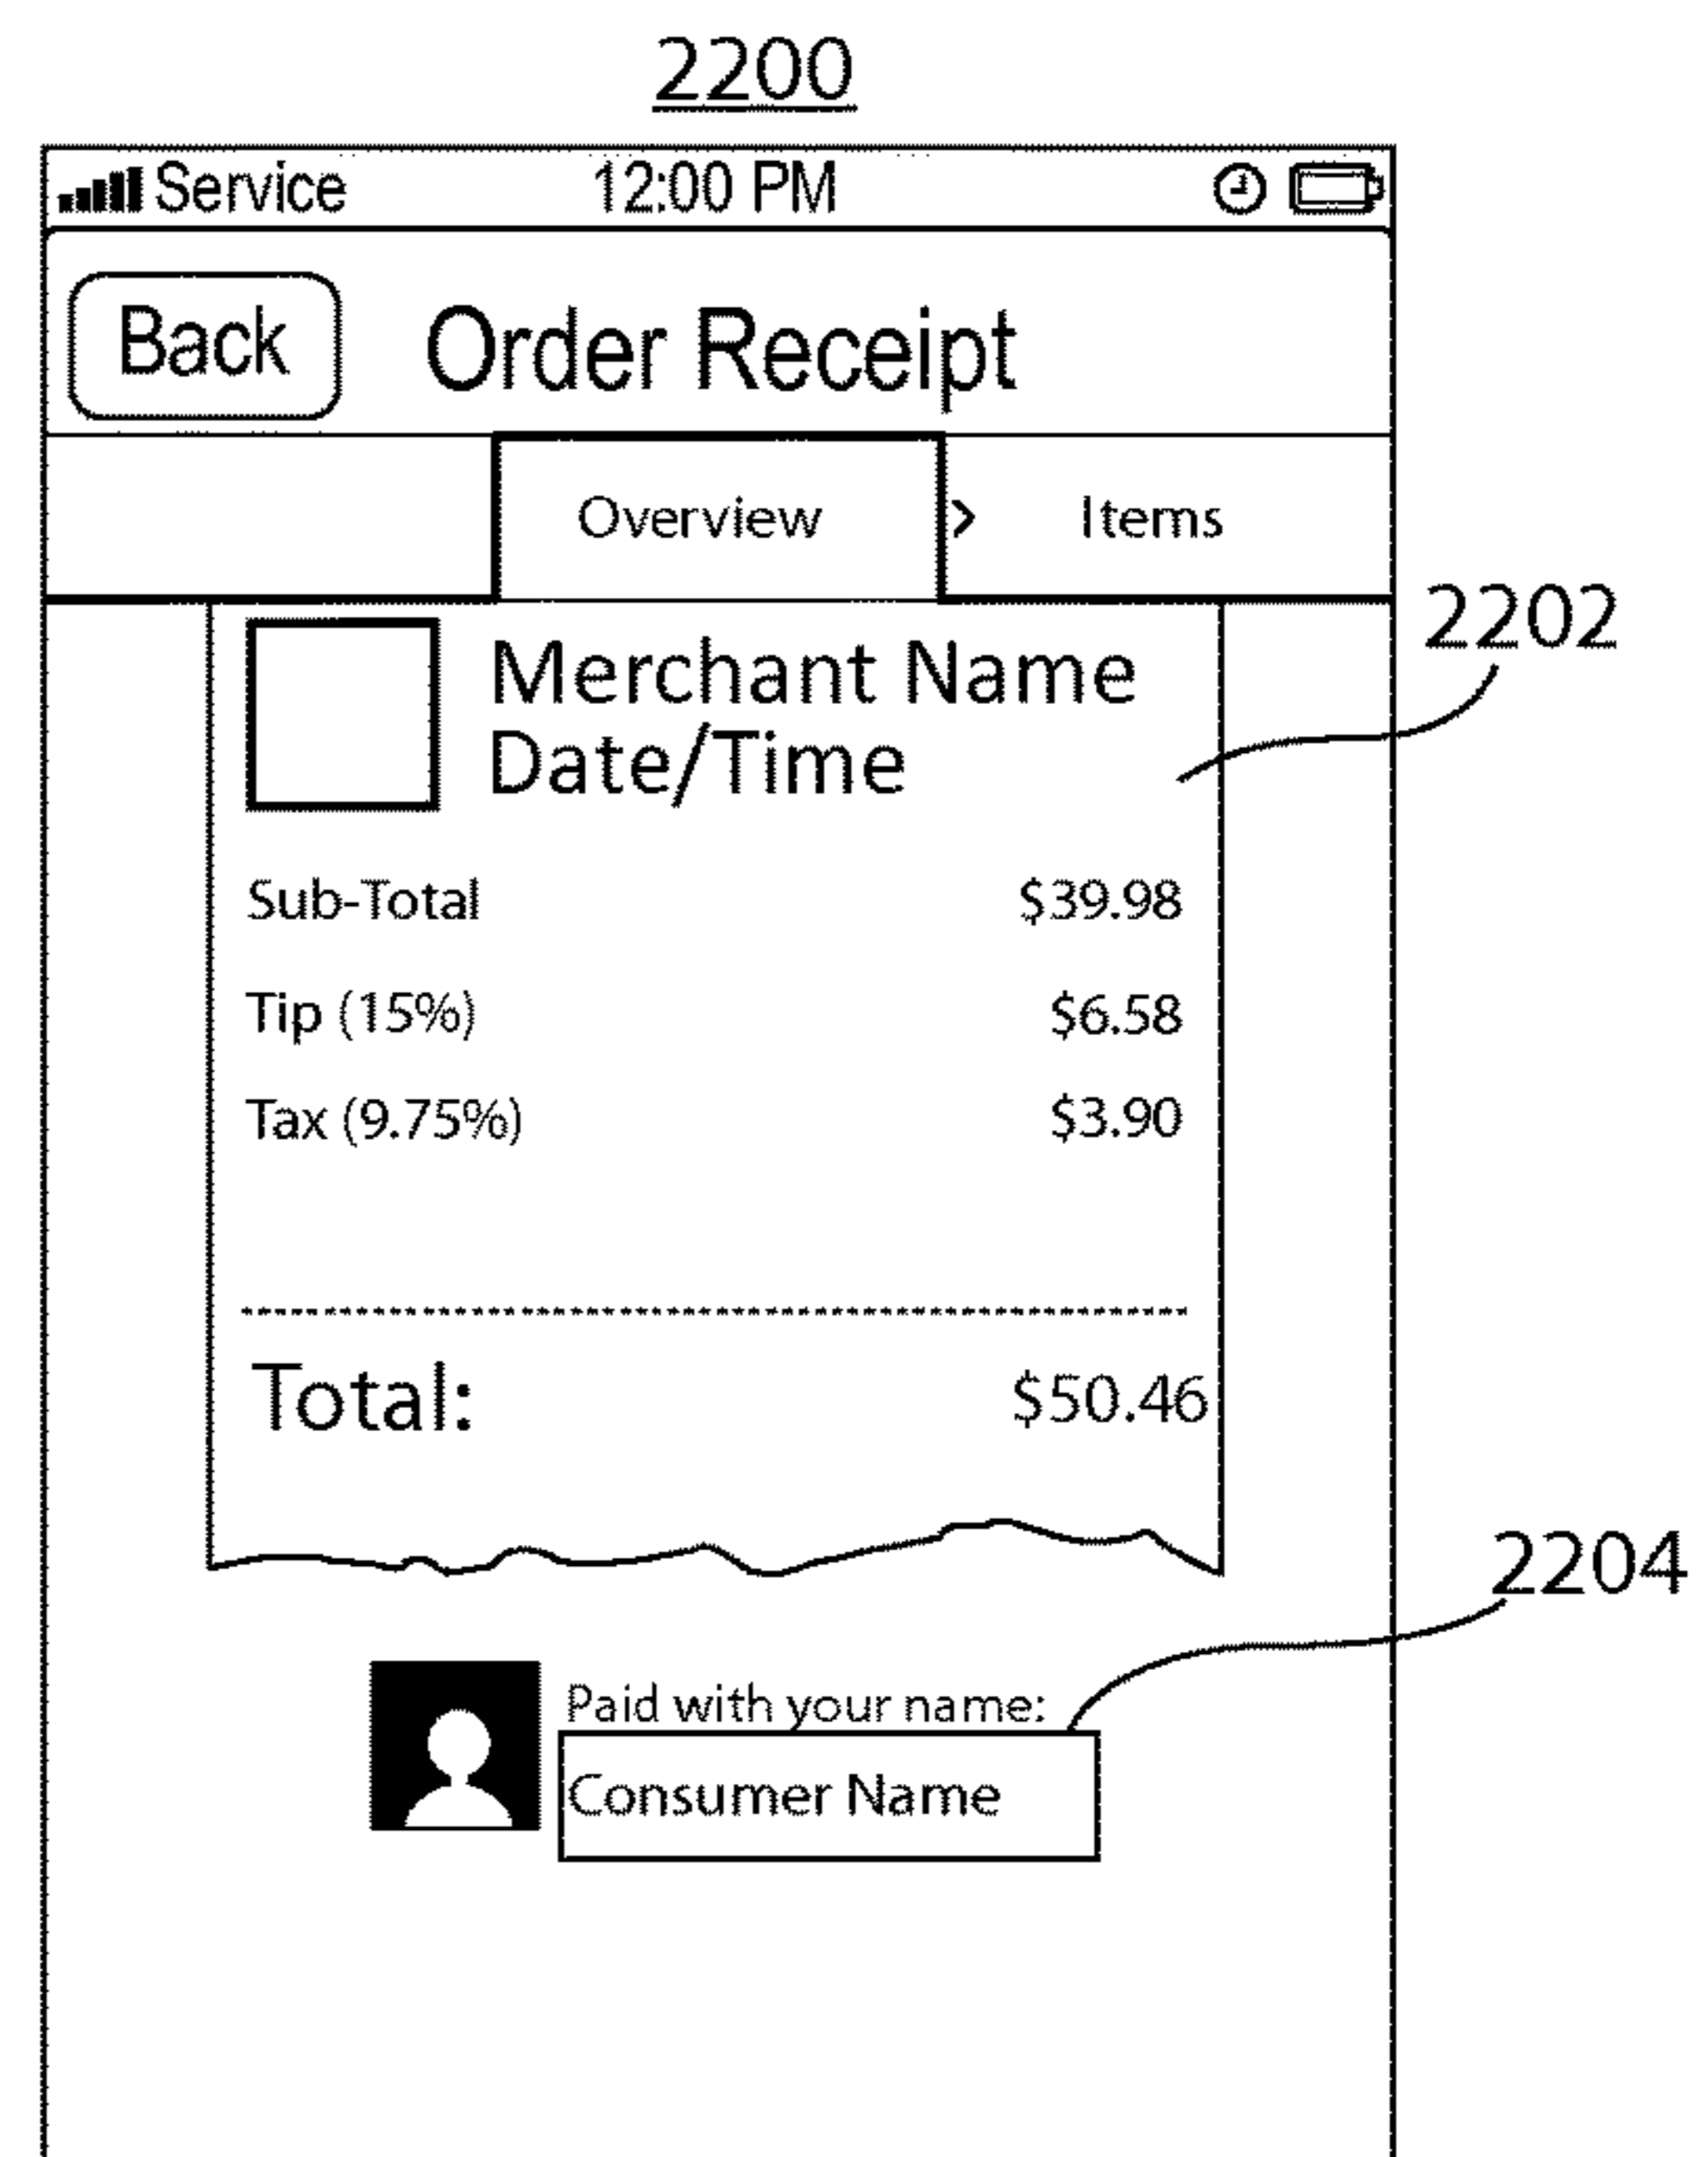 2200
Service 12:00 PM
Back Order Receipt
Overview > Items
2202
Merchant Name
Date/Time
Sub-Total $39.98
Tip (15%) $6.58
Tax (9.75%) $3.90
Total: $50.46
2204
Paid with your name:
Consumer Name